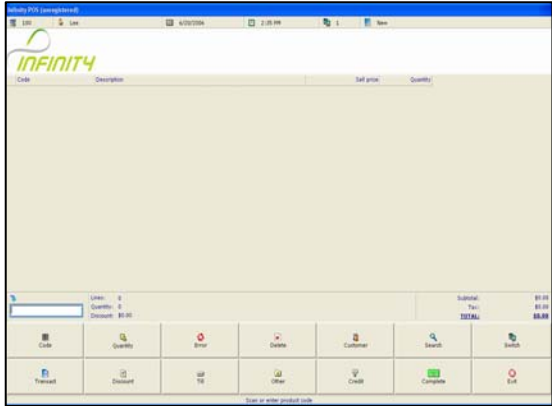 Infinity POS (unregistered)
100 Lee 6/20/2006 2:35 PM 1 New
INFINITY
Code Description Sell price Quantity
Lines: 0
Subtotal: $0.00
Quantity: 0
Tax: $0.00
Discount: $0.00
TOTAL: $0.00
Code Quantity Error Delete Customer Search Switch
Transact Discount Till Other Credit Complete Exit
Scan or enter product code